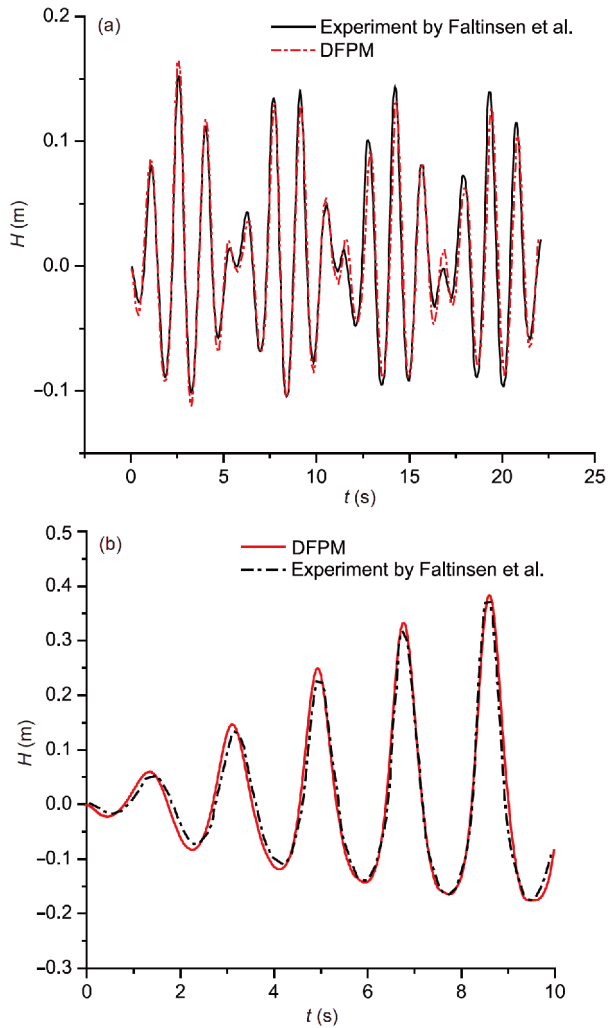 (a)
Experiment by Faltinsen et al.
DFPM
0.2
0.1
0.0
−0.1
H (m)
0 5 10 15 20 25
t (s)
(b)
DFPM
Experiment by Faltinsen et al.
0.5
0.4
0.3
0.2
0.1
0.0
−0.1
−0.2
−0.3
H (m)
0 2 4 6 8 10
t (s)